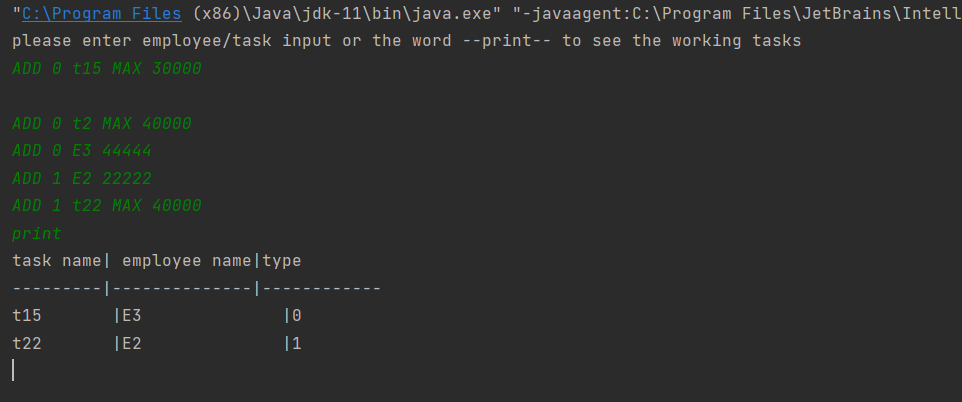 "C:\Program Files (x86)\Java\jdk-11\bin\java.exe" "-javaagent:C:\Program Files\JetBrains\Intell
please enter employee/task input or the word --print-- to see the working tasks
ADD 0 t15 MAX 30000
ADD 0 t2 MAX 40000
ADD 0 E3 44444
ADD 1 E2 22222
ADD 1 t22 MAX 40000
print
task name| employee name|type
---------|--------------|------------
t15       |E3              |0
t22       |E2              |1